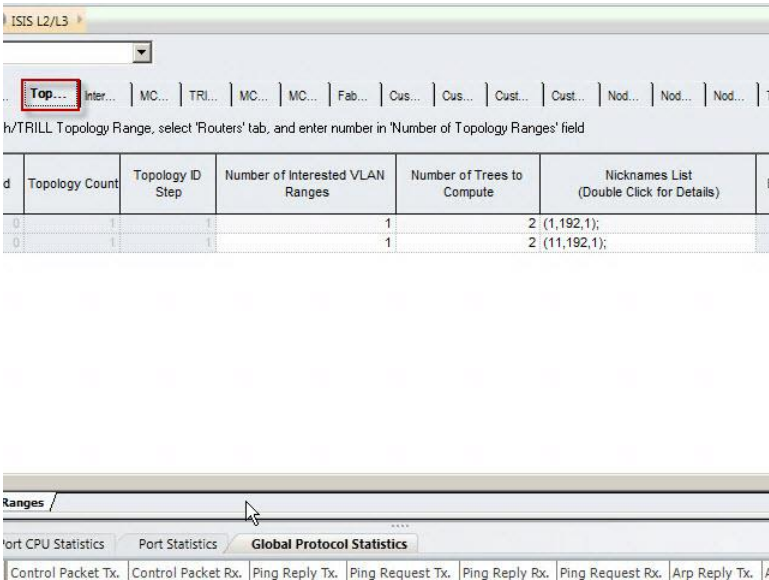 ISIS L2/L3
Top... Inter... MC... TRI... MC... MC... Fab... Cus... Cus... Cust... Cust... Nod... Nod... Nod...
h/TRILL Topology Range, select 'Routers' tab, and enter number in 'Number of Topology Ranges' field
d Topology Count Topology ID Step Number of Interested VLAN Ranges Number of Trees to Compute Nicknames List (Double Click for Details)
0 1 1 1 2 (1,192,1);
0 1 1 1 2 (11,192,1);
Ranges
Port CPU Statistics Port Statistics Global Protocol Statistics
Control Packet Tx. Control Packet Rx. Ping Reply Tx. Ping Request Tx. Ping Reply Rx. Ping Request Rx. Arp Reply Tx. A